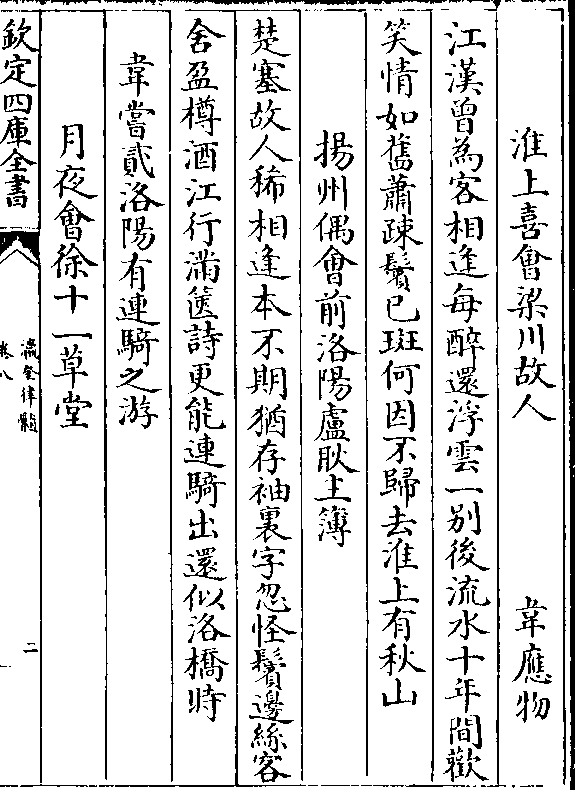 淮上喜會梁川故人　韋應物
江漢曾為客相逢每醉還浮雲一别後流水十年間歡
笑情如舊蕭疎鬢已斑何因不歸去淮上有秋山
揚州偶會前洛陽盧耿主簿
楚塞故人稀相逢本不期猶存袖裏字忽怪鬢邊絲客
舍盈樽酒江行滿篋詩更能連騎出還似洛橋時
韋嘗貳洛陽有連騎之游
月夜會徐十一草堂
欽定四庫全書
瀛奎律髓
卷八
二